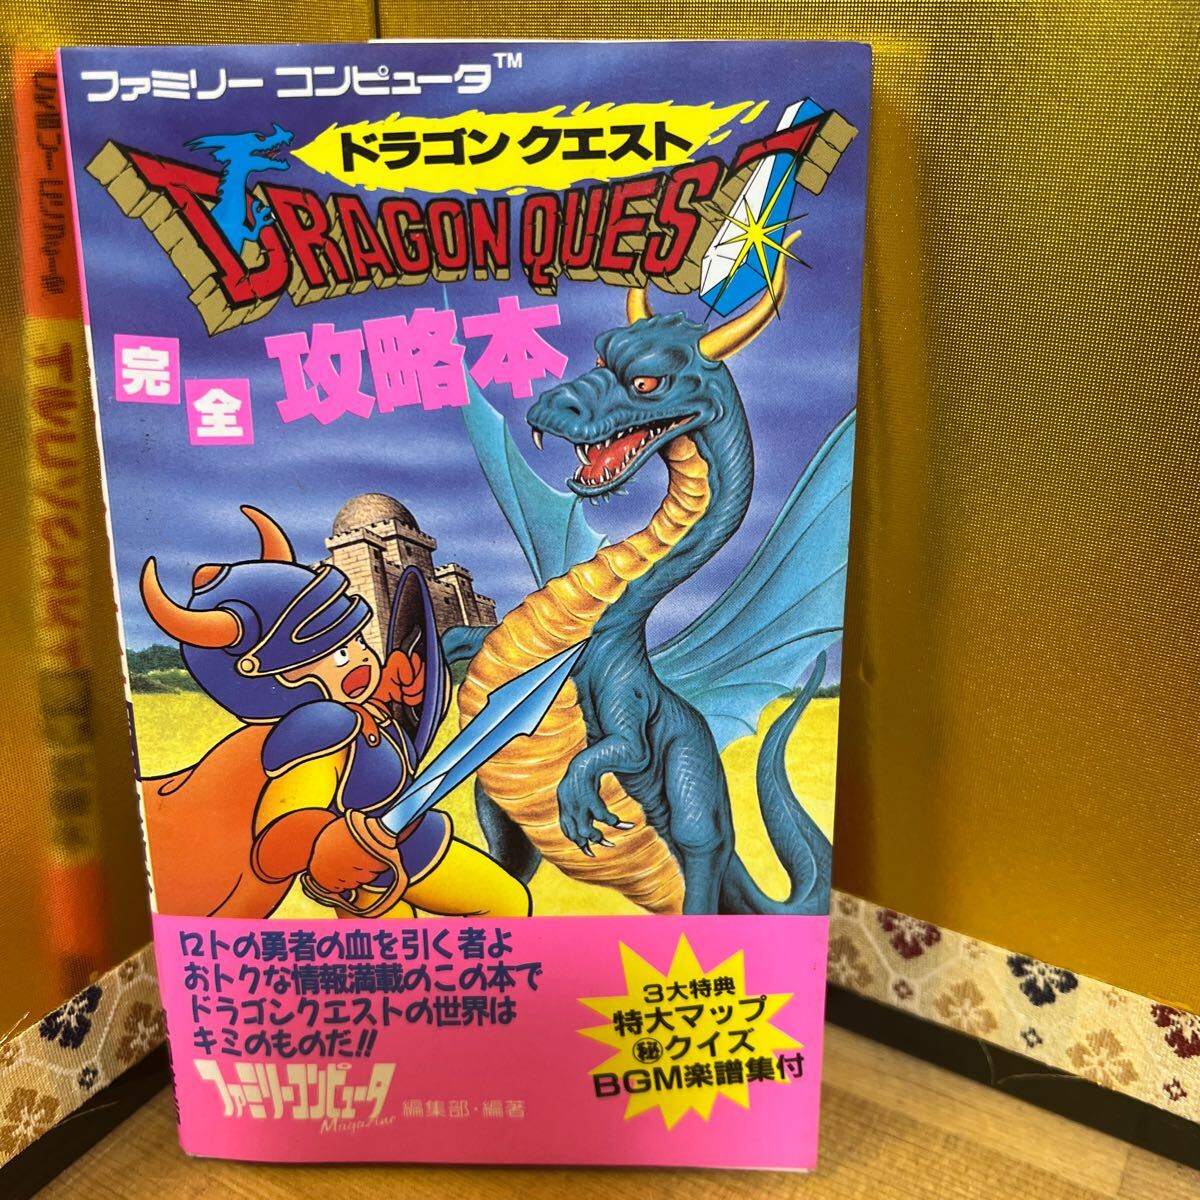 ファミリー コンピュータ™
ドラゴン クエスト
DRAGON QUEST
完全
攻略本
ロトの勇者の血を引く者よ
おトクな情報満載のこの本で
ドラゴンクエストの世界は
キミのものだ!!
ファミリーコンピュータ
Magazine
編集部・編著
3大特典
特大マップ
㊙クイズ
BGM楽譜集付